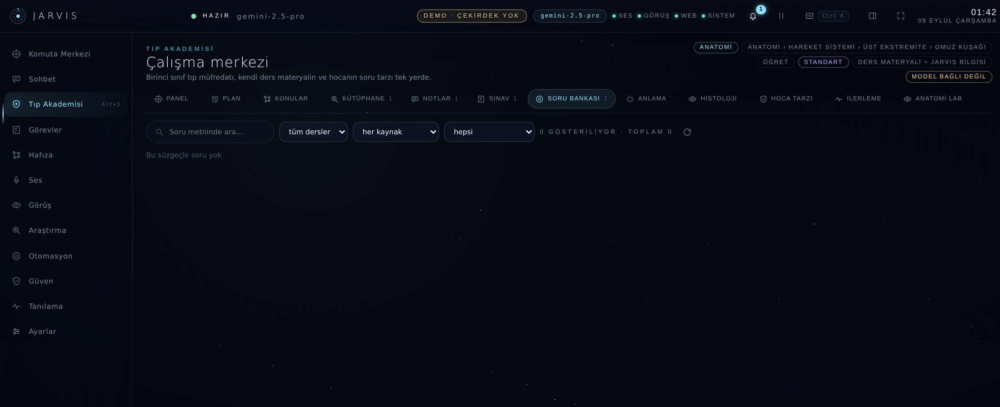 JARVIS
HAZIR gemini-2.5-pro
DEMO · ÇEKİRDEK YOK
gemini-2.5-pro
SES GÖRÜŞ WEB SİSTEM
1
Ctrl K
01:42
09 EYLÜL ÇARŞAMBA
Komuta Merkezi
Sohbet
Tıp Akademisi Alt+3
Görevler
Hafıza
Ses
Görüş
Araştırma
Otomasyon
Güven
Tanılama
Ayarlar
TIP AKADEMİSİ
Çalışma merkezi
Birinci sınıf tıp müfredatı, kendi ders materyalin ve hocanın soru tarzı tek yerde.
ANATOMİ ANATOMİ › HAREKET SİSTEMİ › ÜST EKSTREMİTE › OMUZ KUŞAĞI
ÖĞRET STANDART DERS MATERYALİ + JARVIS BİLGİSİ
MODEL BAĞLI DEĞİL
PANEL PLAN KONULAR KÜTÜPHANE 1 NOTLAR 1 SINAV 1 SORU BANKASI 2 ANLAMA HİSTOLOJİ HOCA TARZI İLERLEME ANATOMİ LAB
Soru metninde ara... tüm dersler her kaynak hepsi 0 GÖSTERİLİYOR · TOPLAM 0
Bu süzgeçle soru yok